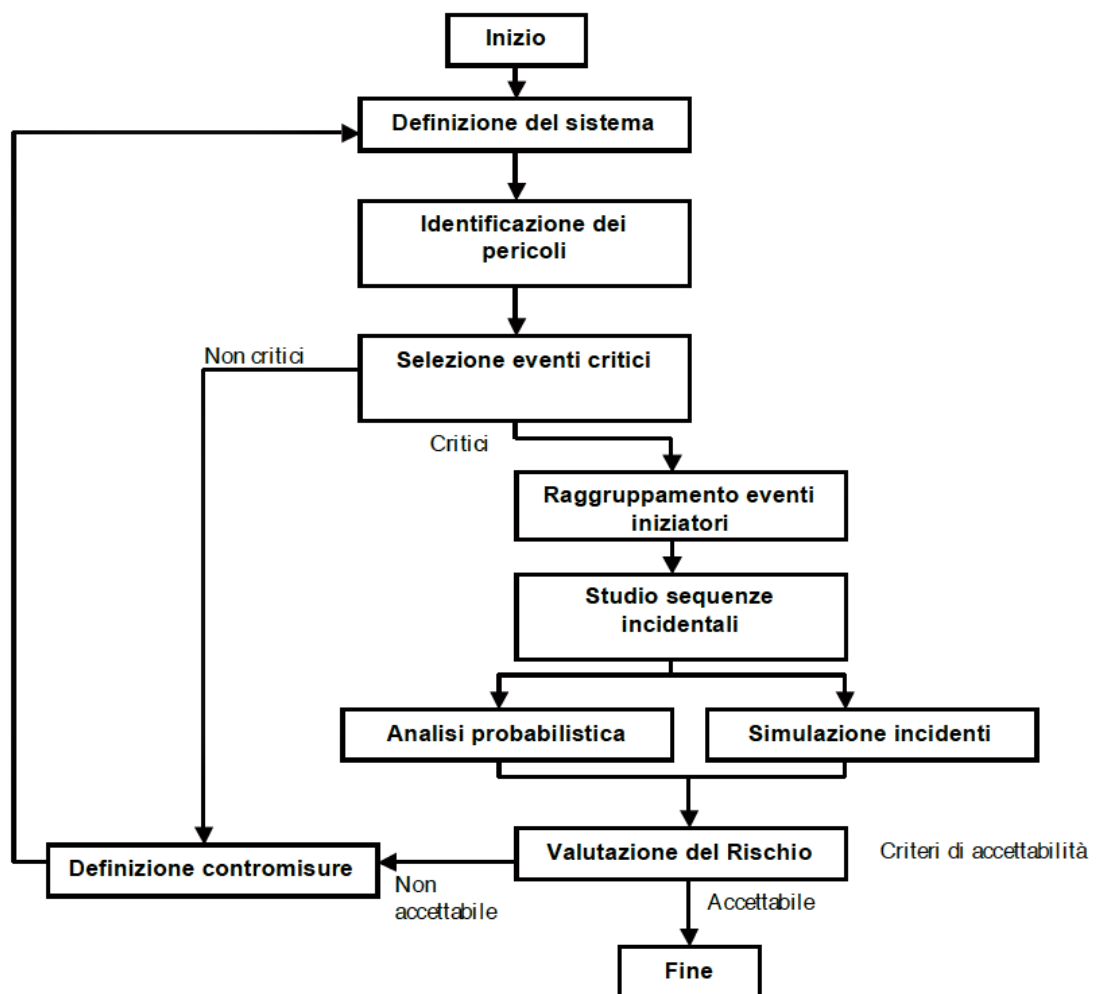 Inizio
Definizione del sistema
Identificazione dei
pericoli
Non critici
Selezione eventi critici
Critici
Raggruppamento eventi
iniziatori
Studio sequenze
incidentali
Analisi probabilistica
Simulazione incidenti
Definizione contromisure
Non
accettabile
Valutazione del Rischio
Criteri di accettabilità
Accettabile
Fine